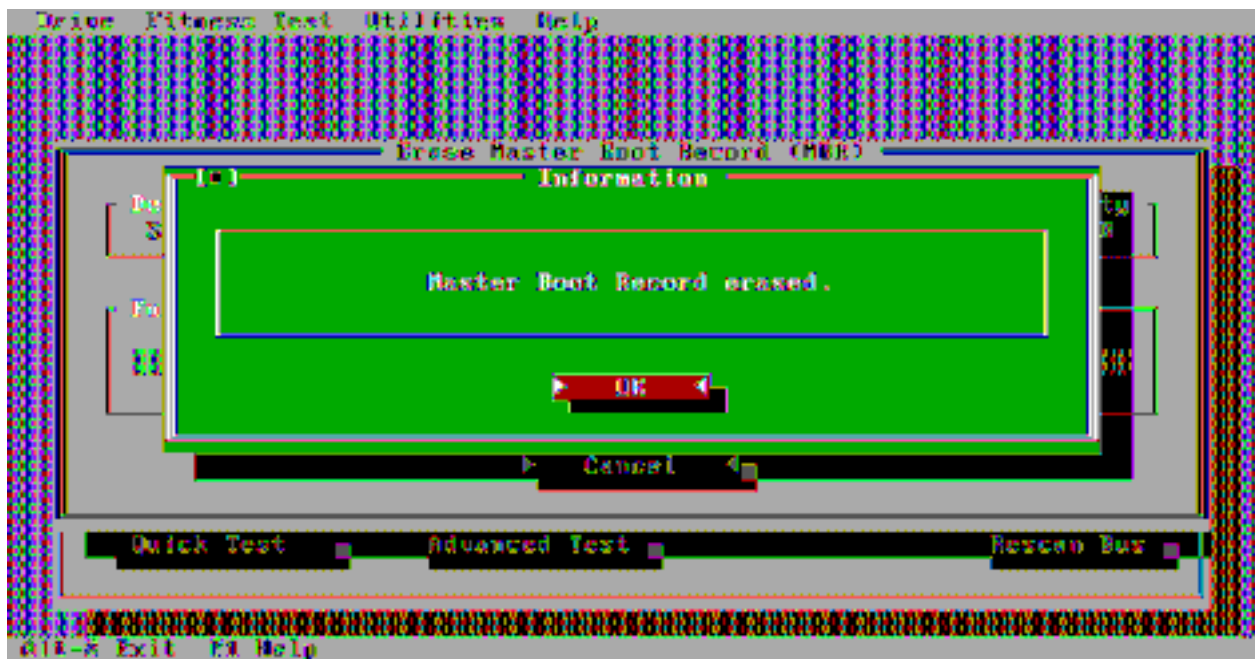 Drive Fitness Test Utilities Help
Erase Master Boot Record (MBR)
Information
Master Boot Record erased.
OK
Cancel
Quick Test Advanced Test Rescan Bus
Alt-X Exit Help